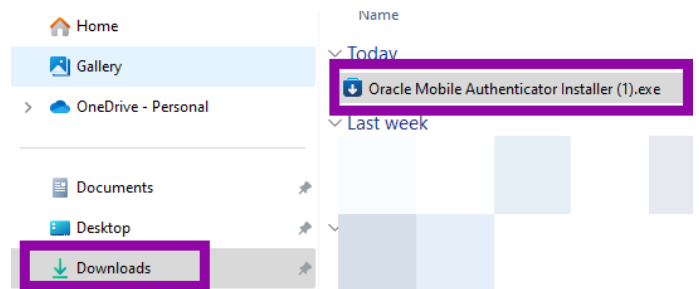 Home
Gallery
OneDrive - Personal
Documents
Desktop
Downloads
Name
Today
Oracle Mobile Authenticator Installer (1).exe
Last week